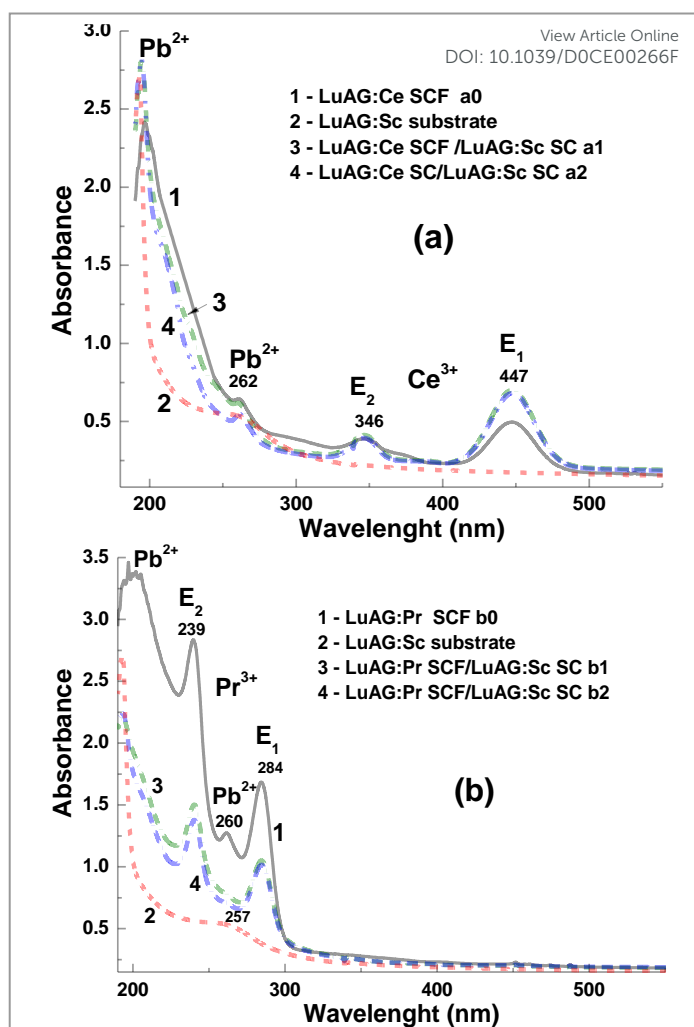 View Article Online
DOI: 10.1039/D0CE00266F
3.0
2.5
2.0
1.5
1.0
0.5
Absorbance
Pb2+
1 - LuAG:Ce SCF a0
2 - LuAG:Sc substrate
3 - LuAG:Ce SCF /LuAG:Sc SC a1
4 - LuAG:Ce SC/LuAG:Sc SC a2
(a)
1
3
4
2
Pb2+
262
E2
346
Ce3+
E1
447
200 300 400 500
Wavelenght (nm)
3.5
3.0
2.5
2.0
1.5
1.0
0.5
Absorbance
Pb2+
E2
239
Pr3+
1 - LuAG:Pr SCF b0
2 - LuAG:Sc substrate
3 - LuAG:Pr SCF/LuAG:Sc SC b1
4 - LuAG:Pr SCF/LuAG:Sc SC b2
(b)
E1
284
Pb2+
260
1
3
4
2
257
200 300 400 500
Wavelenght (nm)